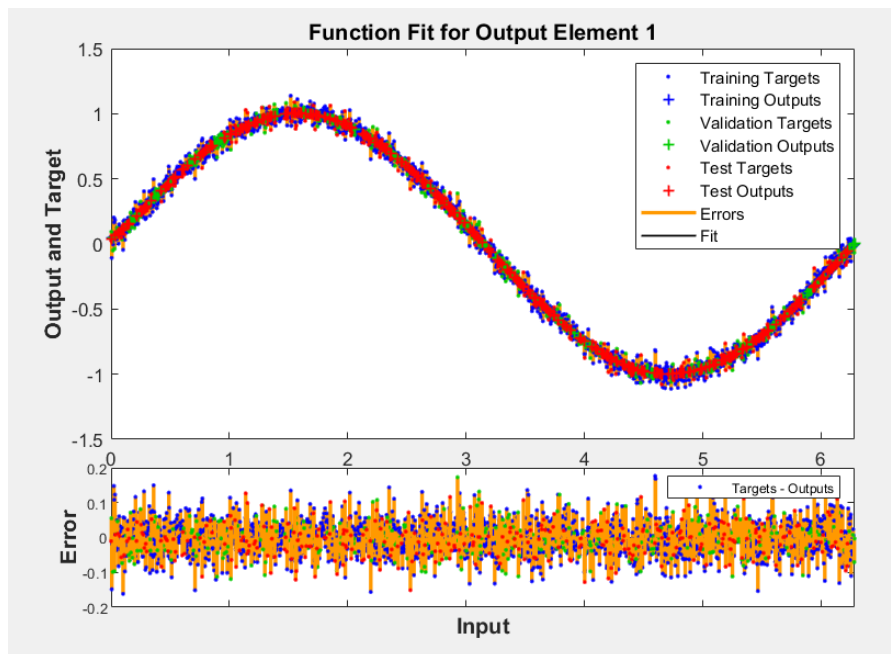 Function Fit for Output Element 1
1.5
1
0.5
0
-0.5
-1
-1.5
Output and Target
Training Targets
Training Outputs
Validation Targets
Validation Outputs
Test Targets
Test Outputs
Errors
Fit
0 1 2 3 4 5 6
0.2
0.1
0
-0.1
-0.2
Error
Targets - Outputs
Input